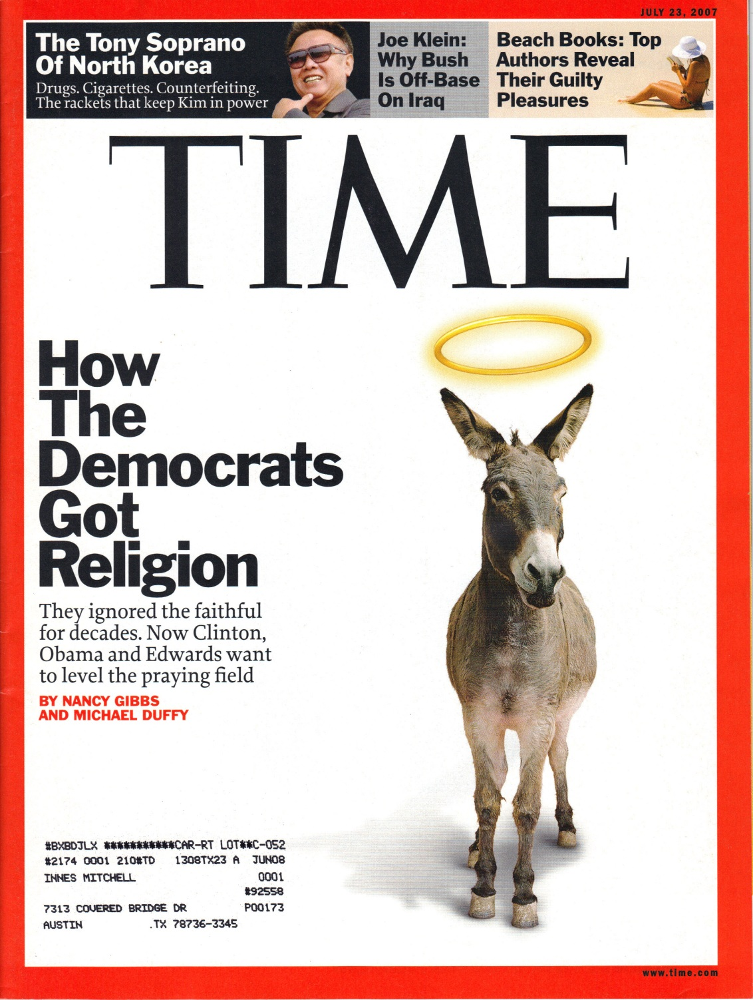 JULY 23, 2007
The Tony Soprano
Of North Korea
Drugs. Cigarettes. Counterfeiting.
The rackets that keep Kim in power
Joe Klein:
Why Bush
Is Off-Base
On Iraq
Beach Books: Top
Authors Reveal
Their Guilty
Pleasures
TIME
How
The
Democrats
Got
Religion
They ignored the faithful
for decades. Now Clinton,
Obama and Edwards want
to level the praying field
BY NANCY GIBBS
AND MICHAEL DUFFY
#BXBDJLX ***********CAR-RT LOT**C-052
#2174 0001 210#TD 1308TX23 A JUN08
INNES MITCHELL 0001
#92558
7313 COVERED BRIDGE DR P00173
AUSTIN .TX 78736-3345
www.time.com